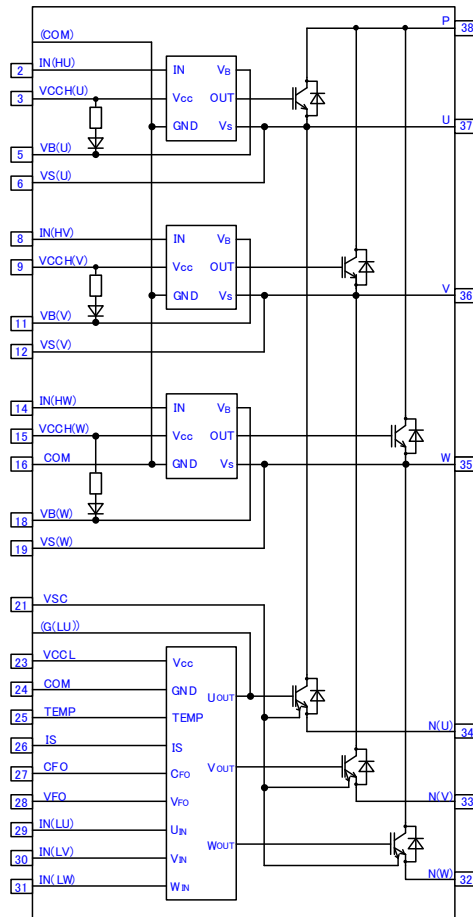 P 38
(COM)
2 IN(HU) IN VB
3 VCCH(U) Vcc OUT
GND Vs U 37
5 VB(U)
6 VS(U)
8 IN(HV) IN VB
9 VCCH(V) Vcc OUT
GND Vs V 36
11 VB(V)
12 VS(V)
14 IN(HW) IN VB
15 VCCH(W) Vcc OUT
16 COM GND Vs W 35
18 VB(W)
19 VS(W)
21 VSC
(G(LU))
23 VCCL Vcc
24 COM GND UOUT
25 TEMP TEMP
N(U) 34
26 IS IS
27 CFO CFO VOUT
28 VFO VFO N(V) 33
29 IN(LU) UIN
30 IN(LV) VIN WOUT
31 IN(LW) WIN N(W) 32